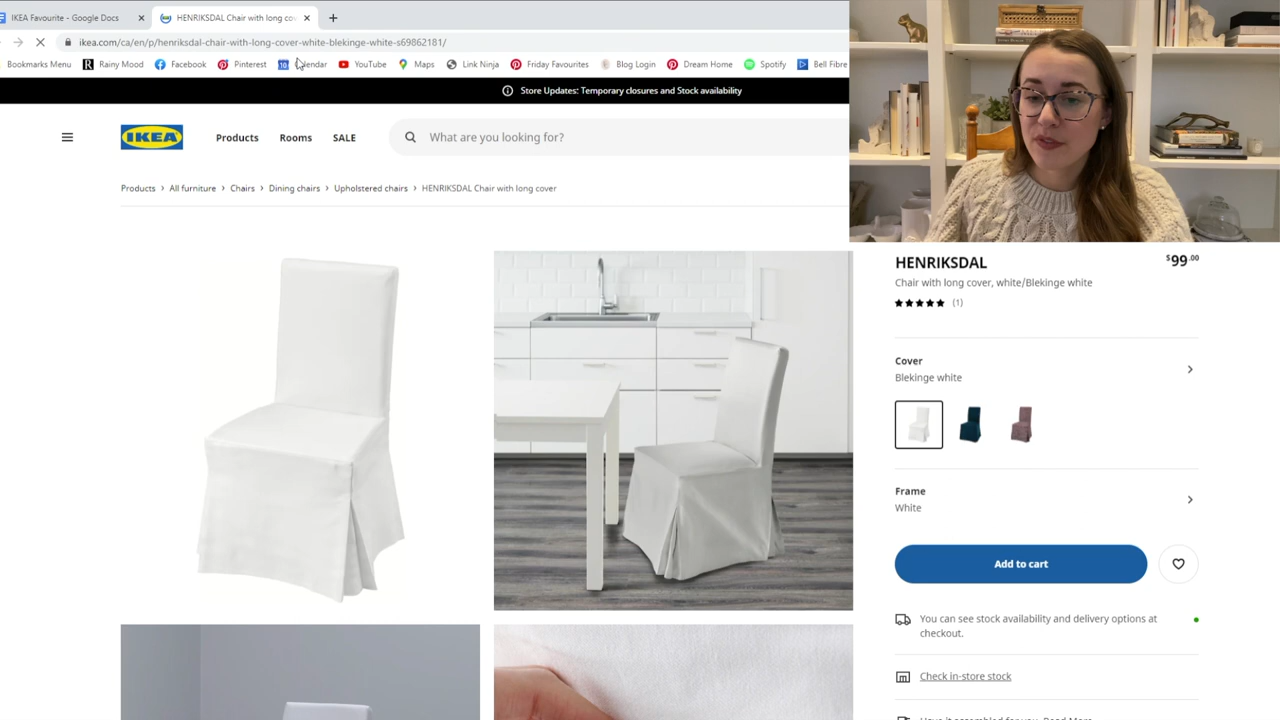 IKEA Favourite - Google Docs
HENRIKSDAL Chair with long co
ikea.com/ca/en/p/henriksdal-chair-with-long-cover-white-blekinge-white-s69862181/
Bookmarks Menu Rainy Mood Facebook Pinterest Calendar YouTube Maps Link Ninja Friday Favourites Blog Login Dream Home Spotify Bell Fibe
Store Updates: Temporary closures and Stock availability
IKEA Products Rooms SALE What are you looking for?
Products > All furniture > Chairs > Dining chairs > Upholstered chairs > HENRIKSDAL Chair with long cover
HENRIKSDAL $99.00
Chair with long cover, white/Blekinge white
★★★★★ (1)
Cover
Blekinge white
Frame
White
Add to cart
You can see stock availability and delivery options at
checkout.
Check in-store stock